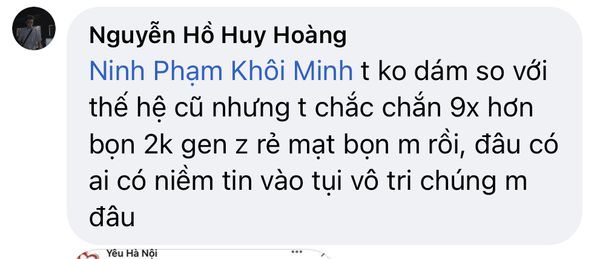 Nguyễn Hồ Huy Hoàng
Ninh Phạm Khôi Minh t ko dám so với
thế hệ cũ nhưng t chắc chắn 9x hơn
bọn 2k gen z rẻ mạt bọn m rồi, đâu có
ai có niềm tin vào tụi vô tri chúng m
đâu
Yêu Hà Nội